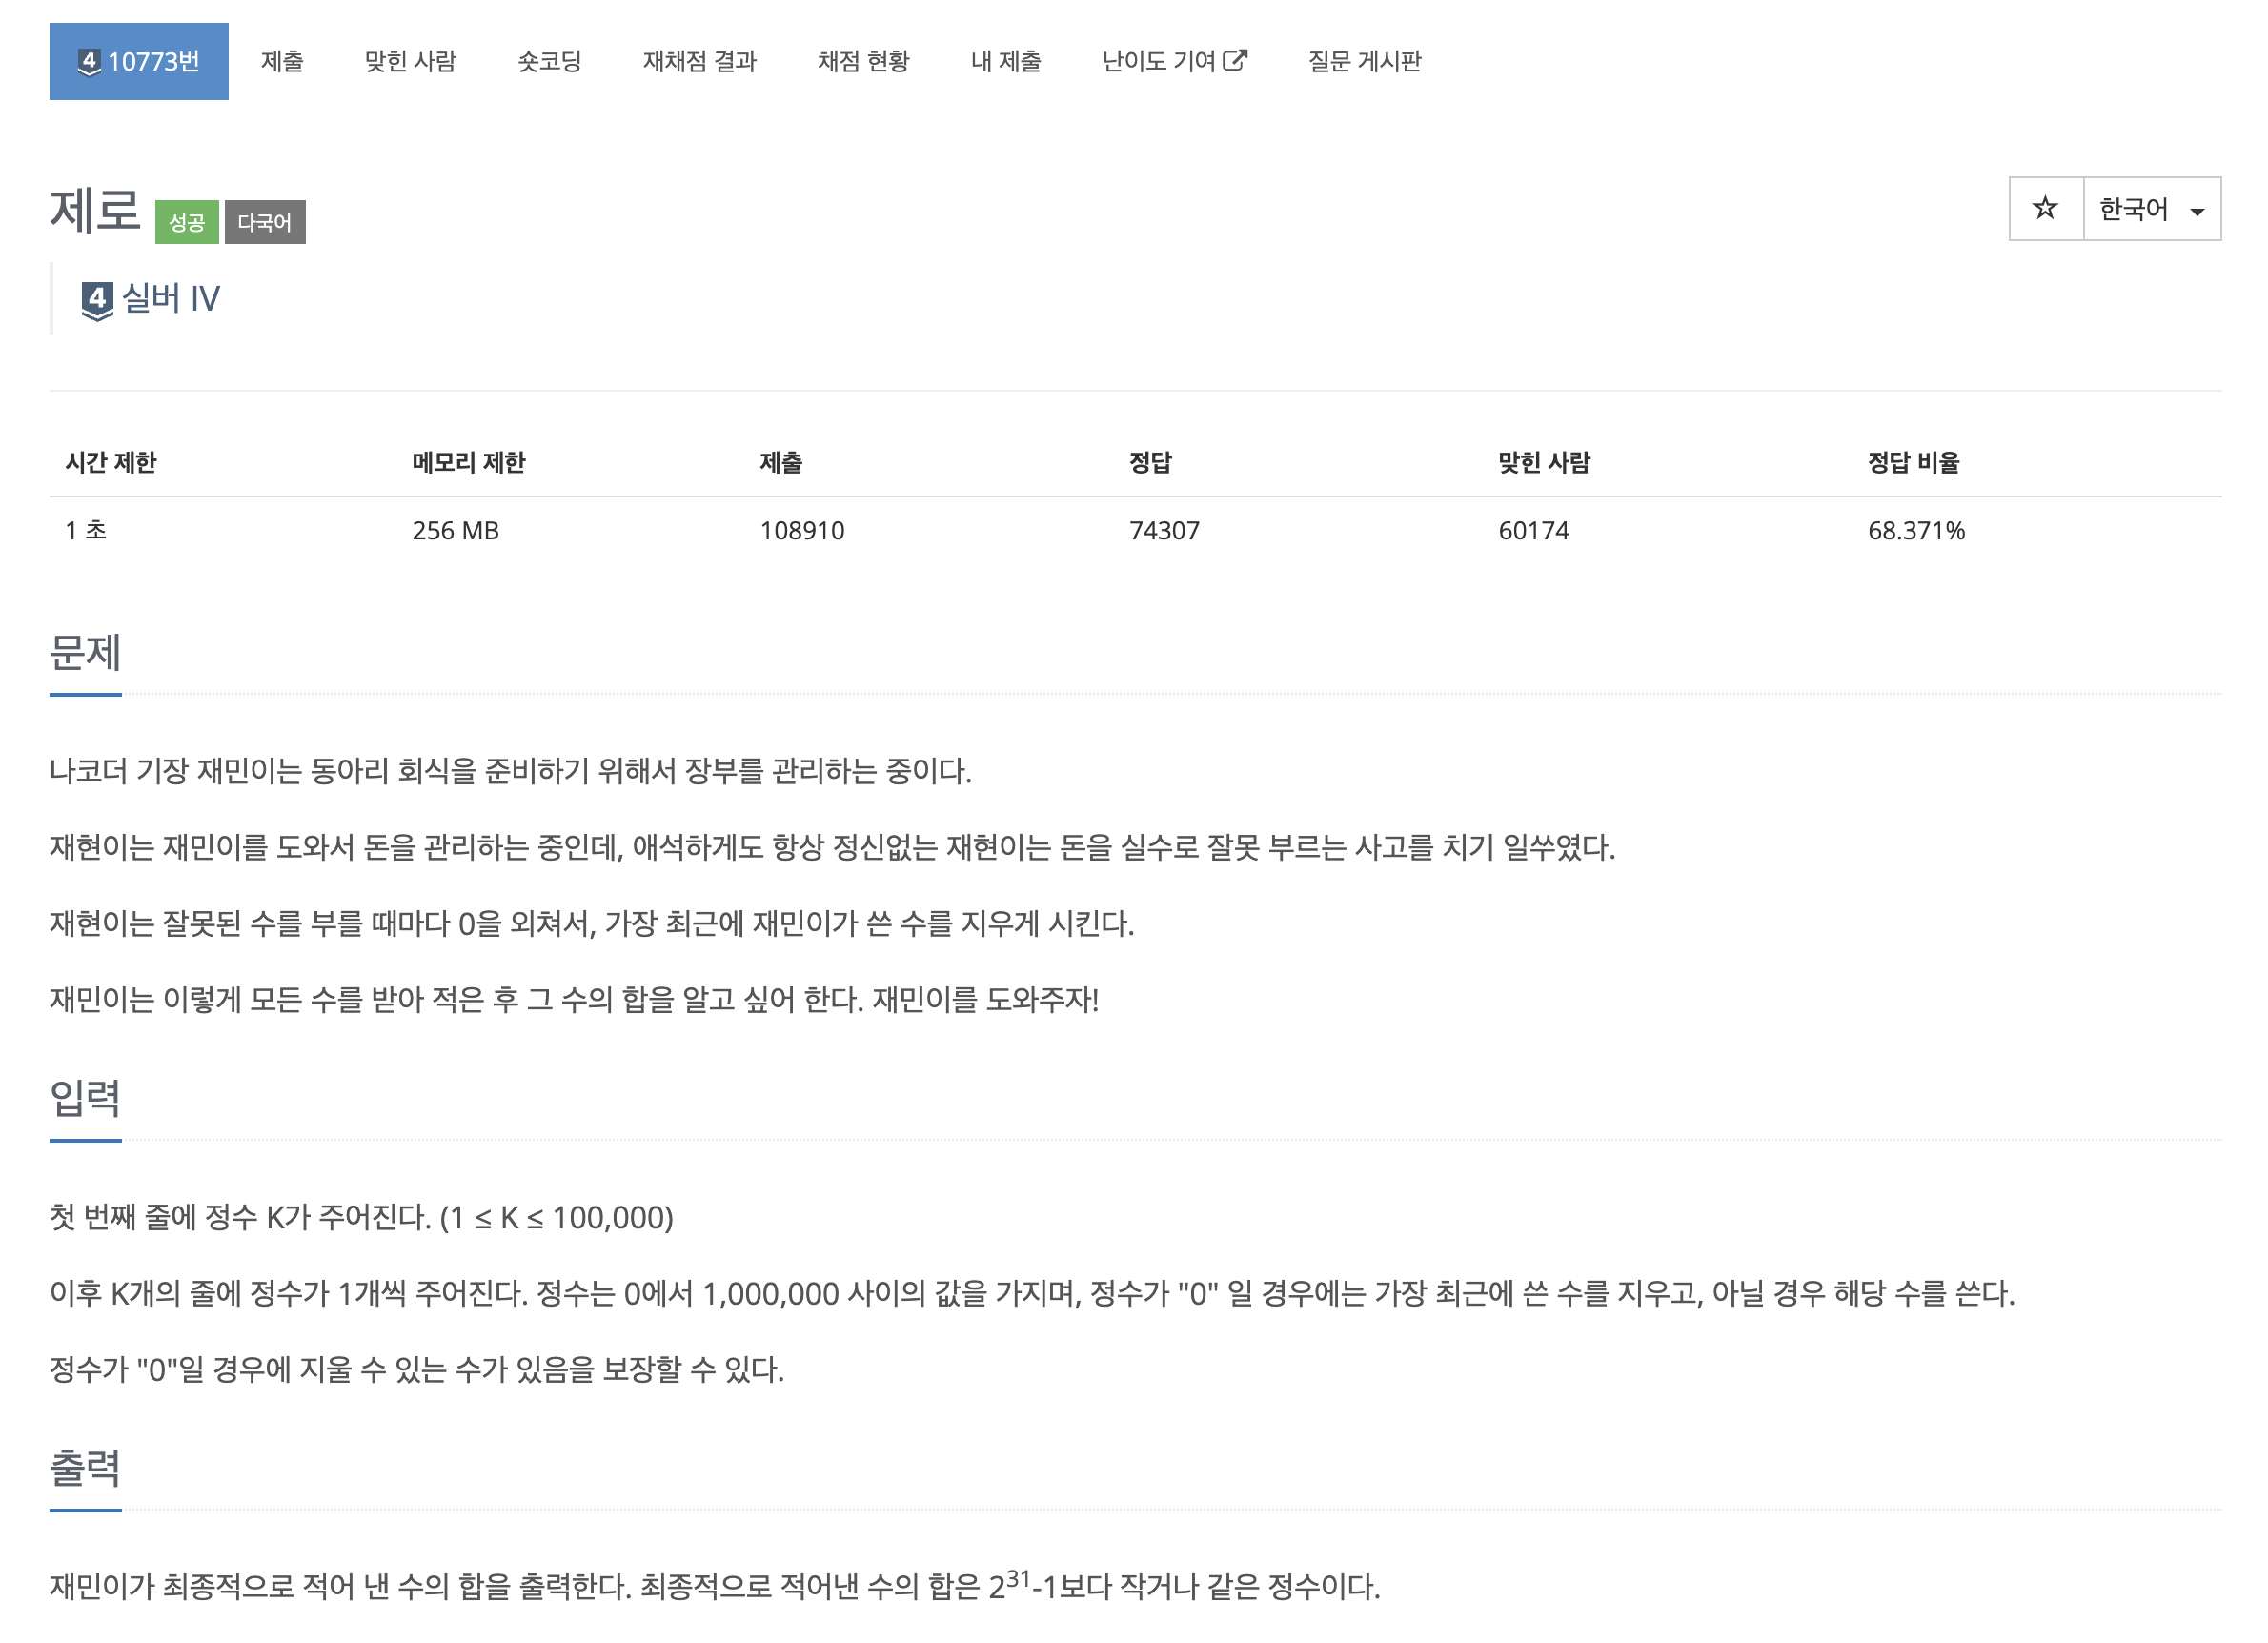 4 10773번 제출 맞힌 사람 숏코딩 재채점 결과 채점 현황 내 제출 난이도 기여 질문 게시판
제로 성공 다국어 ☆ 한국어
4 실버 IV
시간 제한 메모리 제한 제출 정답 맞힌 사람 정답 비율
1 초 256 MB 108910 74307 60174 68.371%
문제
나코더 기장 재민이는 동아리 회식을 준비하기 위해서 장부를 관리하는 중이다.
재현이는 재민이를 도와서 돈을 관리하는 중인데, 애석하게도 항상 정신없는 재현이는 돈을 실수로 잘못 부르는 사고를 치기 일쑤였다.
재현이는 잘못된 수를 부를 때마다 0을 외쳐서, 가장 최근에 재민이가 쓴 수를 지우게 시킨다.
재민이는 이렇게 모든 수를 받아 적은 후 그 수의 합을 알고 싶어 한다. 재민이를 도와주자!
입력
첫 번째 줄에 정수 K가 주어진다. (1 ≤ K ≤ 100,000)
이후 K개의 줄에 정수가 1개씩 주어진다. 정수는 0에서 1,000,000 사이의 값을 가지며, 정수가 "0" 일 경우에는 가장 최근에 쓴 수를 지우고, 아닐 경우 해당 수를 쓴다.
정수가 "0"일 경우에 지울 수 있는 수가 있음을 보장할 수 있다.
출력
재민이가 최종적으로 적어 낸 수의 합을 출력한다. 최종적으로 적어낸 수의 합은 2³¹-1보다 작거나 같은 정수이다.